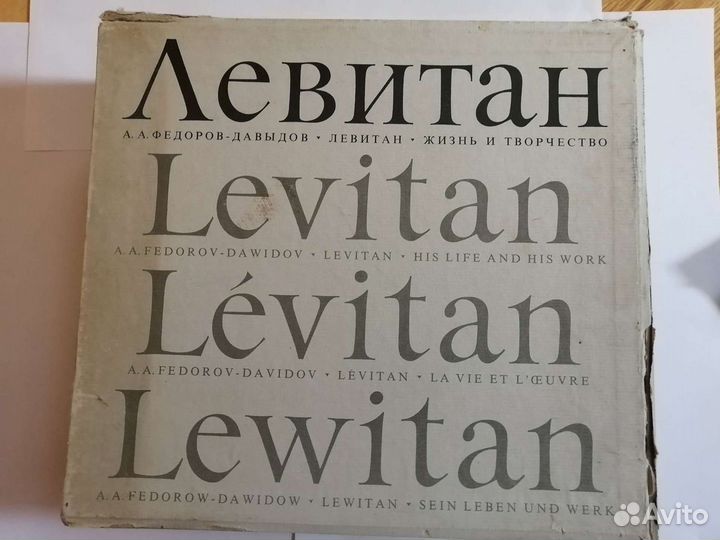 Левитан
А. А. ФЕДОРОВ-ДАВЫДОВ • ЛЕВИТАН • ЖИЗНЬ И ТВОРЧЕСТВО
Levitan
A. A. FEDOROV-DAWIDOV • LEVITAN • HIS LIFE AND HIS WORK
Lévitan
A. A. FEDOROV-DAVIDOV • LÉVITAN • LA VIE ET L'ŒUVRE
Lewitan
A. A. FEDOROW-DAWIDOW • LEWITAN • SEIN LEBEN UND WERK
Avito